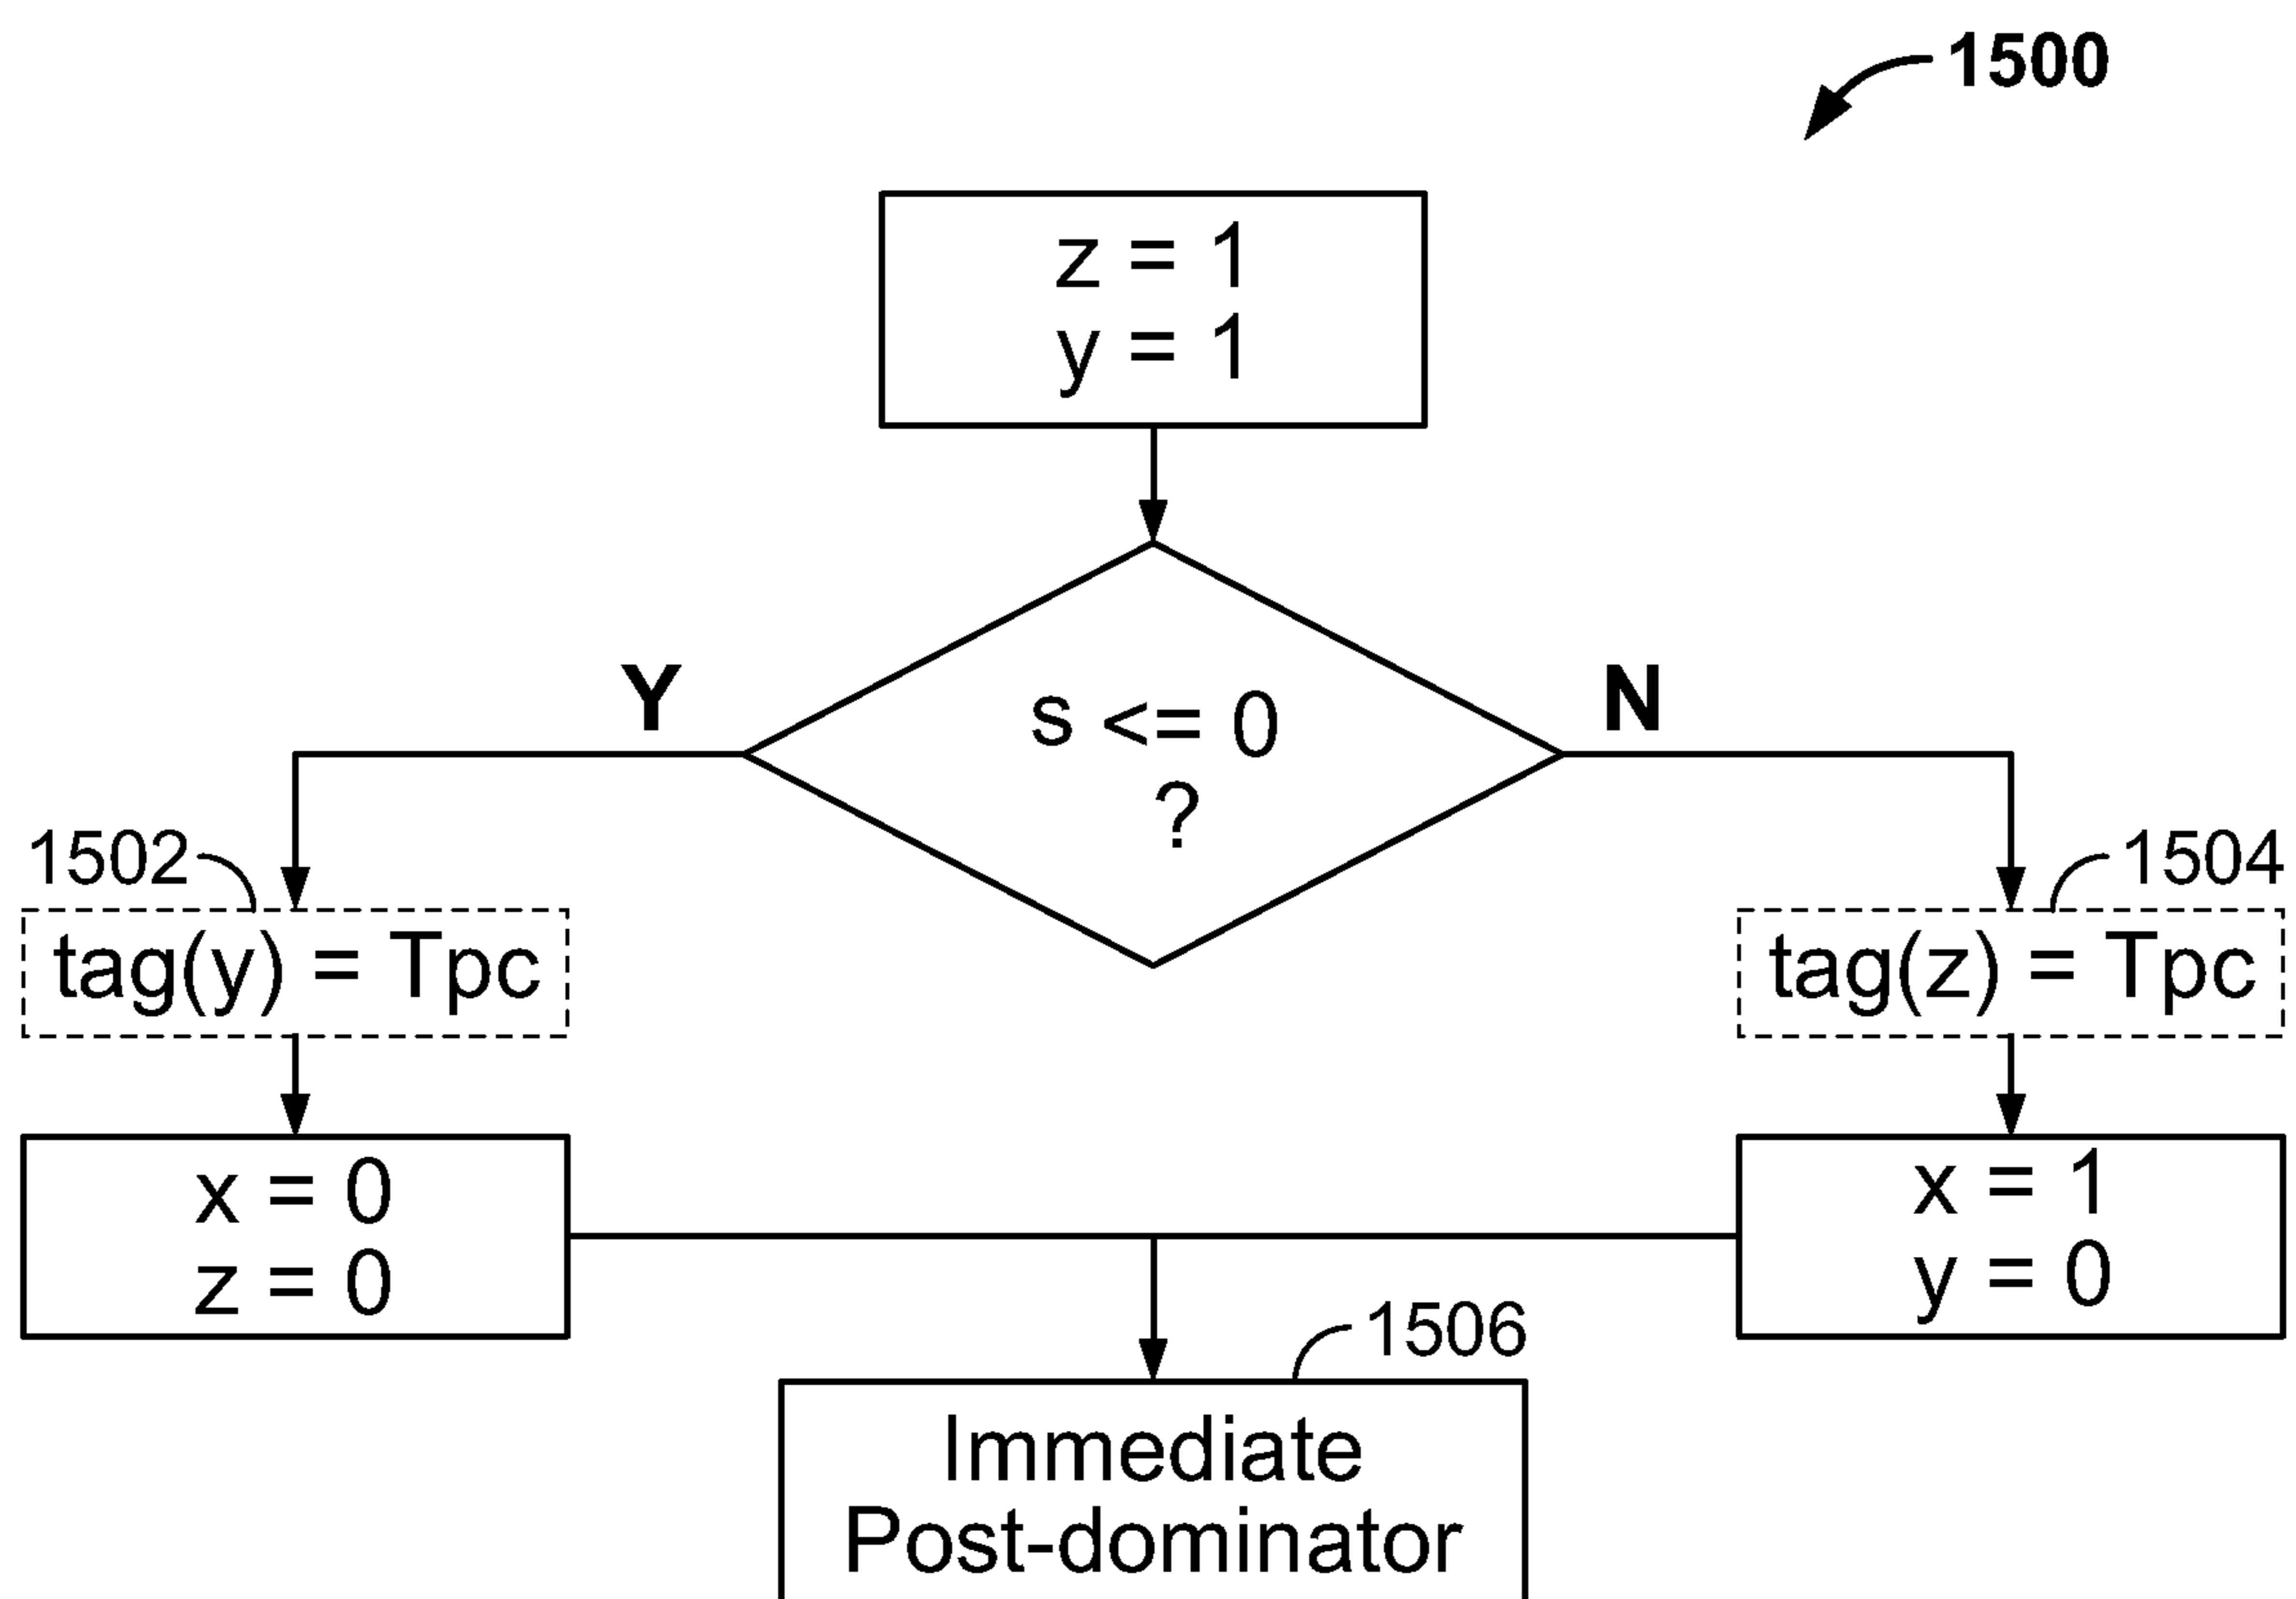 1500
z = 1
y = 1
s <= 0
?
Y
N
1502
1504
tag(y) = Tpc
tag(z) = Tpc
x = 0
z = 0
x = 1
y = 0
1506
Immediate
Post-dominator